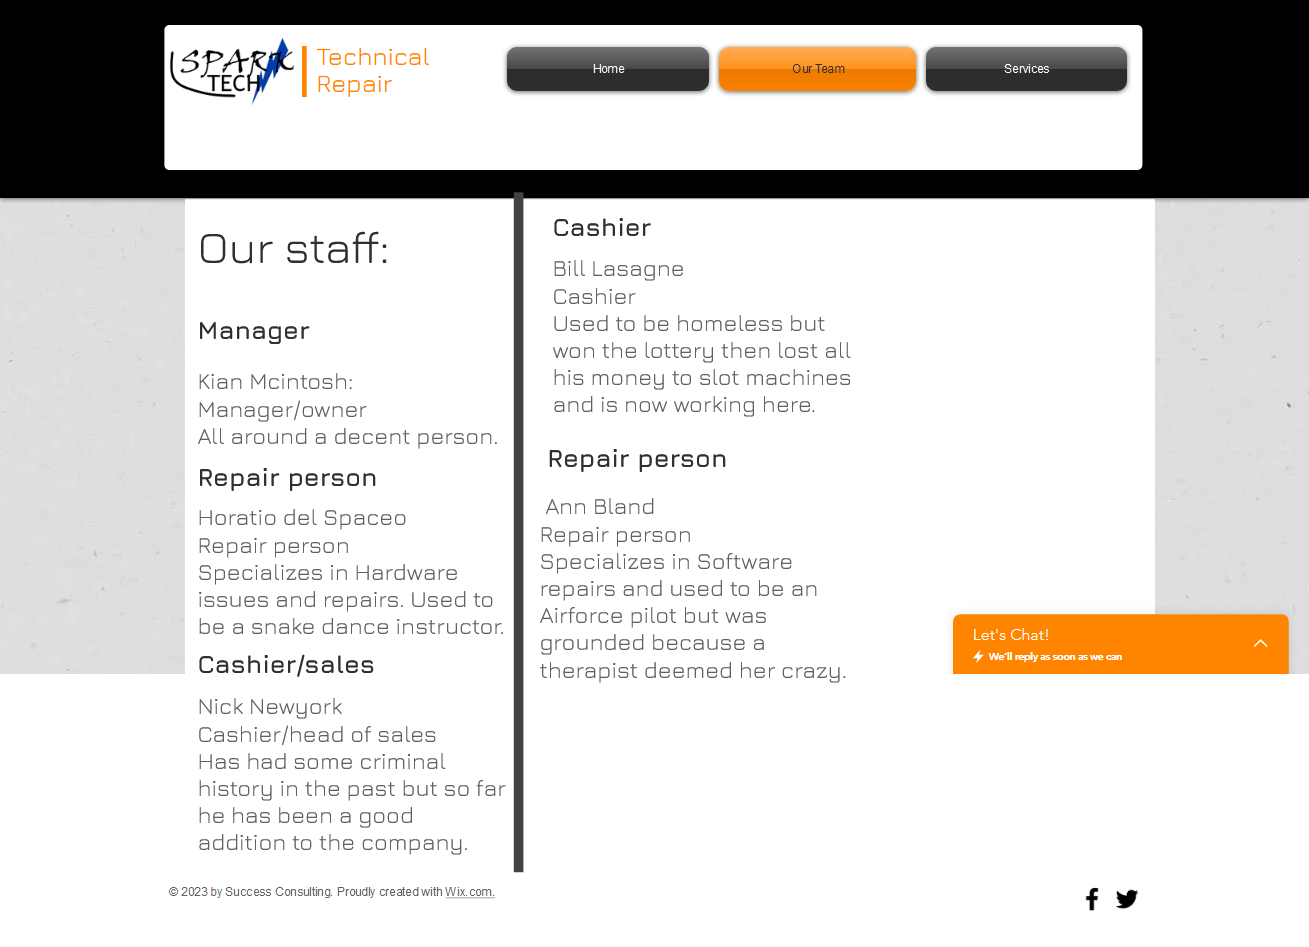 SPARK
TECH
Technical
Repair
Home
Our Team
Services
Our staff:
Manager
Kian Mcintosh:
Manager/owner
All around a decent person.
Repair person
Horatio del Spaceo
Repair person
Specializes in Hardware
issues and repairs. Used to
be a snake dance instructor.
Cashier/sales
Nick Newyork
Cashier/head of sales
Has had some criminal
history in the past but so far
he has been a good
addition to the company.
Cashier
Bill Lasagne
Cashier
Used to be homeless but
won the lottery then lost all
his money to slot machines
and is now working here.
Repair person
Ann Bland
Repair person
Specializes in Software
repairs and used to be an
Airforce pilot but was
grounded because a
therapist deemed her crazy.
Let's Chat!
We'll reply as soon as we can
© 2023 by Success Consulting. Proudly created with Wix.com.